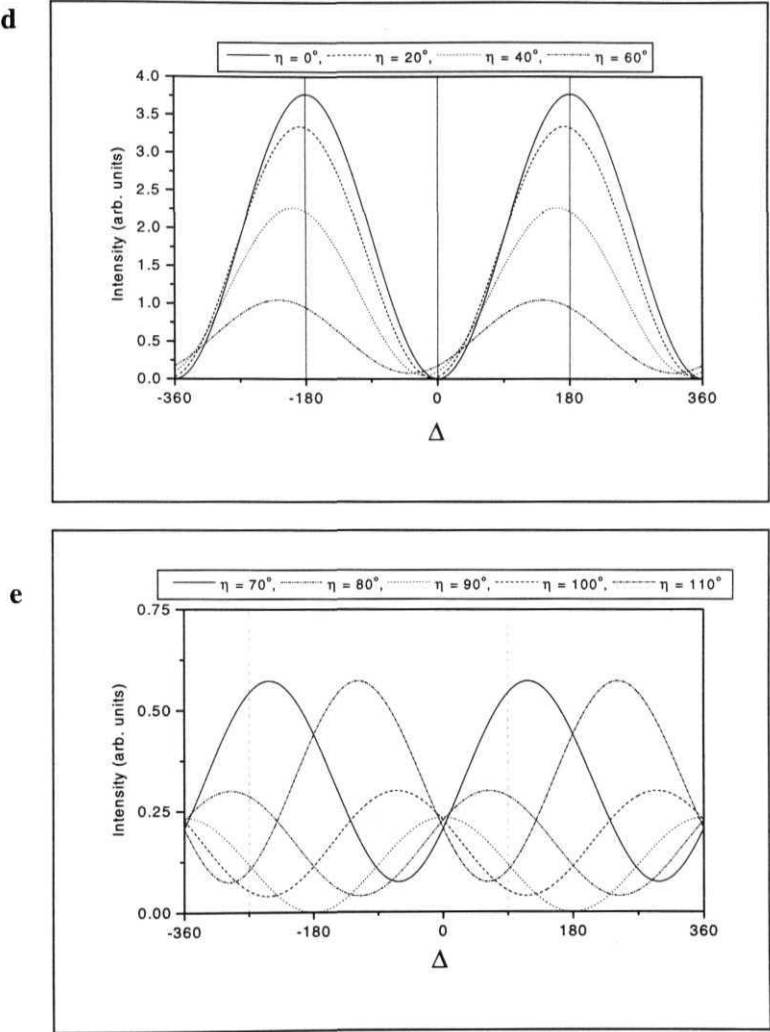 d
η = 0°, η = 20°, η = 40°, η = 60°
4.0
3.5
3.0
2.5
2.0
1.5
1.0
0.5
0.0
Intensity (arb. units)
-360 -180 0 180 360
Δ
e
η = 70°, η = 80°, η = 90°, η = 100°, η = 110°
0.75
0.50
0.25
0.00
Intensity (arb. units)
-360 -180 0 180 360
Δ